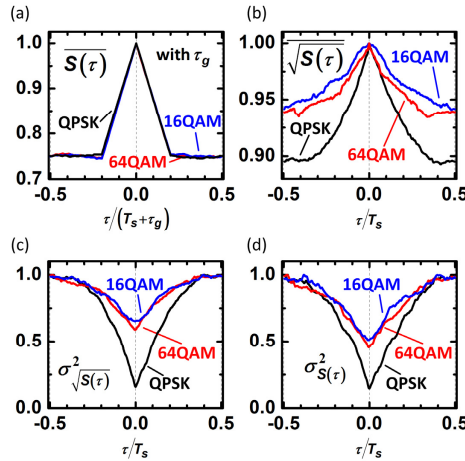 (a)
1.0
0.9
0.8
0.7
S(τ)
with τg
QPSK
16QAM
64QAM
-0.5 0.0 0.5
τ/(Ts+τg)
(b)
1.00
0.95
0.90
√S(τ)
16QAM
QPSK
64QAM
-0.5 0.0 0.5
τ/Ts
(c)
1.0
0.5
0.0
16QAM
64QAM
QPSK
σ²√S(τ)
-0.5 0.0 0.5
τ/Ts
(d)
1.0
0.5
0.0
16QAM
64QAM
QPSK
σ²S(τ)
-0.5 0.0 0.5
τ/Ts